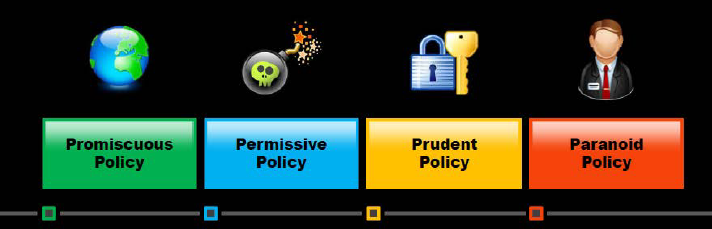 Promiscuous
Policy
Permissive
Policy
Prudent
Policy
Paranoid
Policy